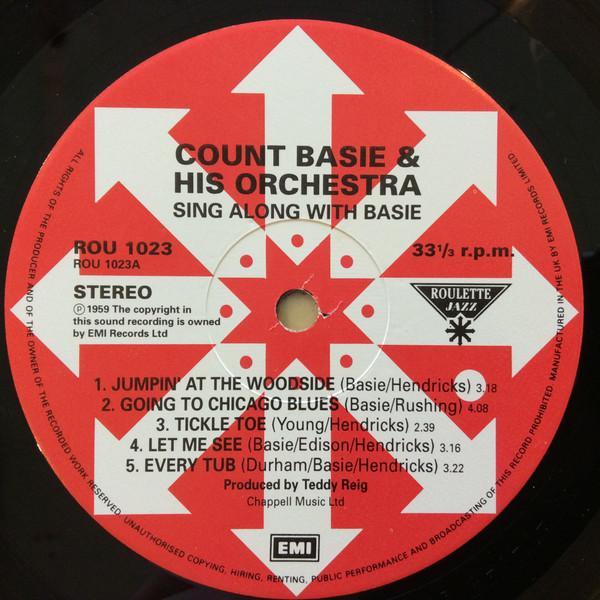 COUNT BASIE &
HIS ORCHESTRA
SING ALONG WITH BASIE
ROU 1023
ROU 1023A
33 1/3 r.p.m.
STEREO
Ⓟ 1959 The copyright in
this sound recording is owned
by EMI Records Ltd
ROULETTE
JAZZ
1. JUMPIN' AT THE WOODSIDE (Basie/Hendricks) 3.18
2. GOING TO CHICAGO BLUES (Basie/Rushing) 4.08
3. TICKLE TOE (Young/Hendricks) 2.39
4. LET ME SEE (Basie/Edison/Hendricks) 3.16
5. EVERY TUB (Durham/Basie/Hendricks) 3.22
Produced by Teddy Reig
Chappell Music Ltd
EMI
ALL RIGHTS OF THE PRODUCER AND OF THE OWNER OF THE RECORDED WORK RESERVED. UNAUTHORISED COPYING, HIRING, RENTING, PUBLIC PERFORMANCE AND BROADCASTING OF THIS RECORD PROHIBITED. MANUFACTURED IN THE UK BY EMI RECORDS LIMITED.